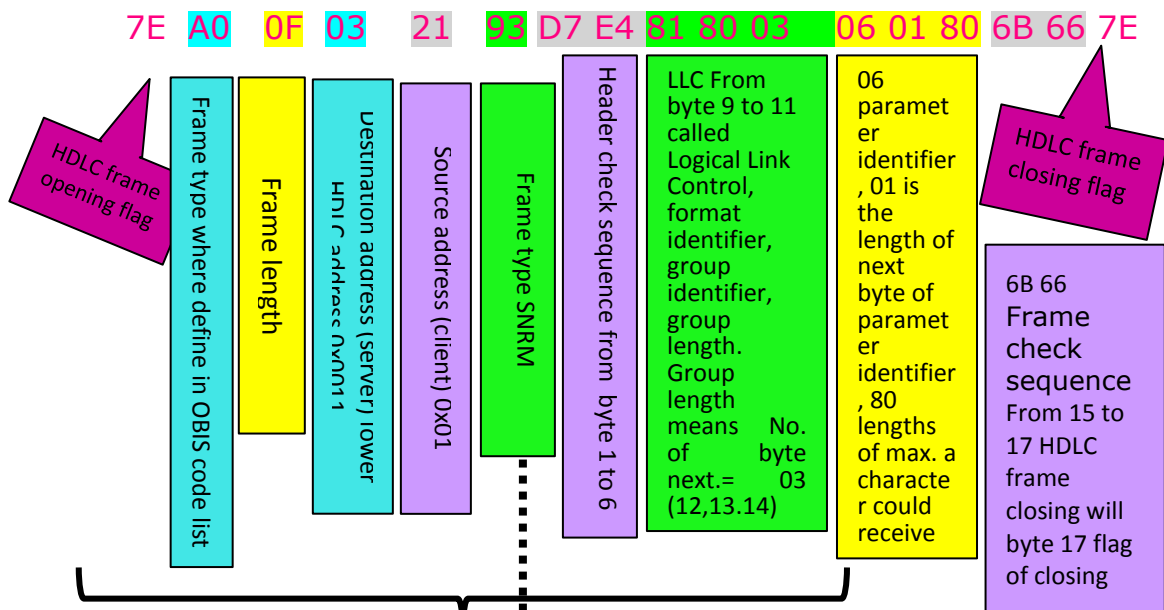 7E A0 0F 03 21 93 D7 E4 81 80 03 06 01 80 6B 66 7E
HDLC frame
opening flag
Frame type where define in OBIS code list
Frame length
Destination address (server) lower
HDLC address 0x0011
Source address (client) 0x01
Frame type SNRM
Header check sequence from byte 1 to 6
LLC From
byte 9 to 11
called
Logical Link
Control,
format
identifier,
group
identifier,
group
length.
Group
length
means No.
of byte
next.= 03
(12,13.14)
06
paramet
er
identifier
, 01 is
the
length of
next
byte of
paramet
er
identifier
, 80
lengths
of max. a
characte
r could
receive
HDLC frame
closing flag
6B 66
Frame
check
sequence
From 15 to
17 HDLC
frame
closing will
byte 17 flag
of closing